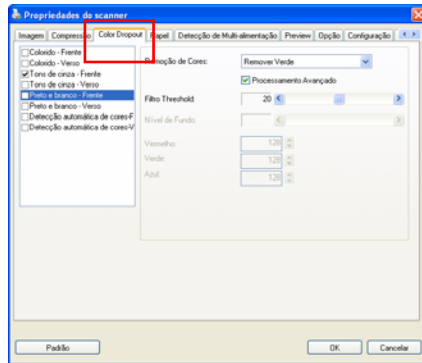 Propriedades do scanner
Imagem Compressão Color Dropout Papel Detecção de Multi-alimentação Preview Opção Configuração
Colorido - Frente
Colorido - Verso
Tons de cinza - Frente
Tons de cinza - Verso
Preto e branco - Frente
Preto e branco - Verso
Detecção automática de cores-F
Detecção automática de cores-V
Remoção de Cores: Remover Verde
Processamento Avançado
Filtro Threshold: 20
Nível de Fundo:
Vermelho: 128
Verde: 128
Azul: 128
Padrão OK Cancelar